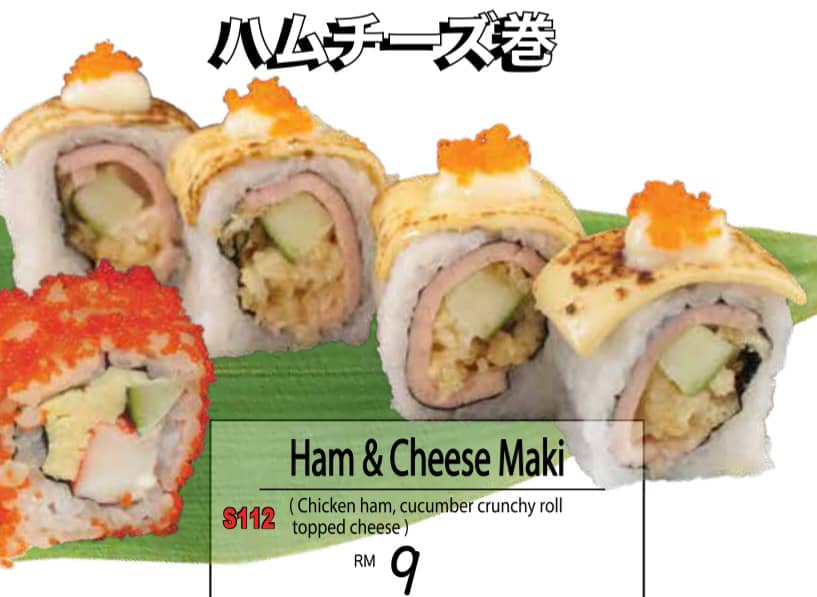 ハムチーズ巻
Ham & Cheese Maki
S112
( Chicken ham, cucumber crunchy roll
topped cheese )
RM 9